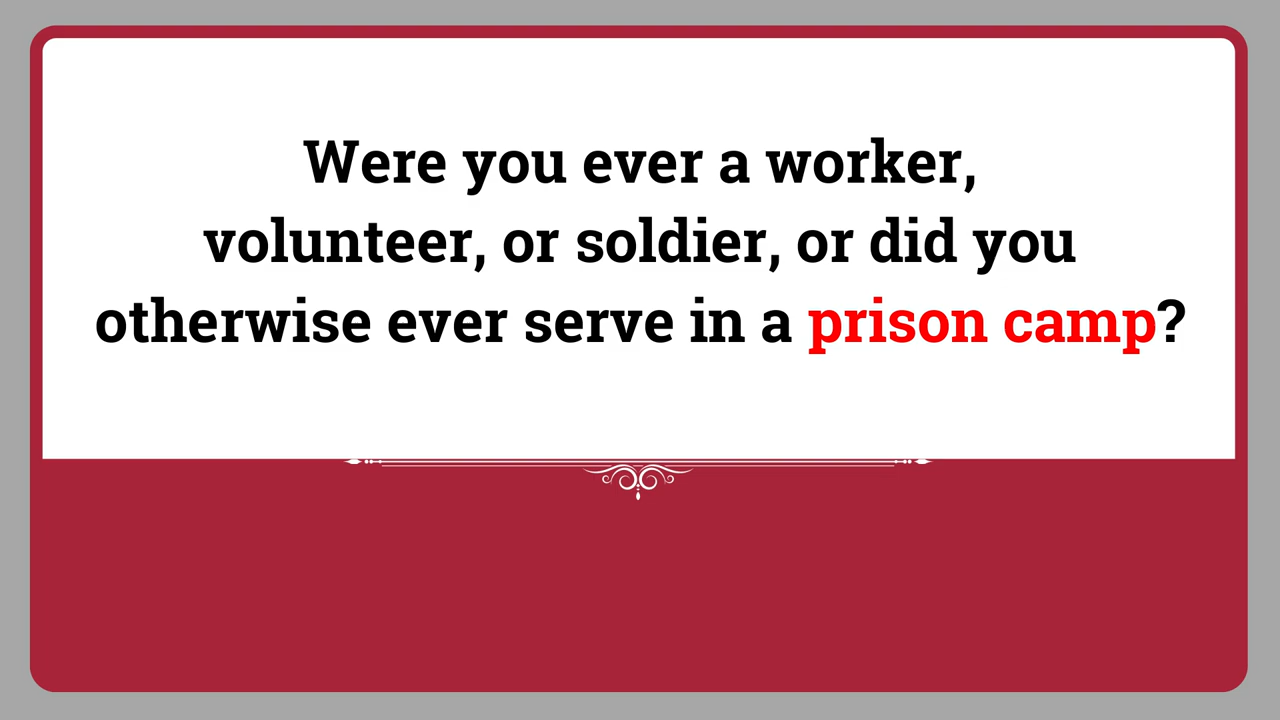 Were you ever a worker,
volunteer, or soldier, or did you
otherwise ever serve in a prison camp?